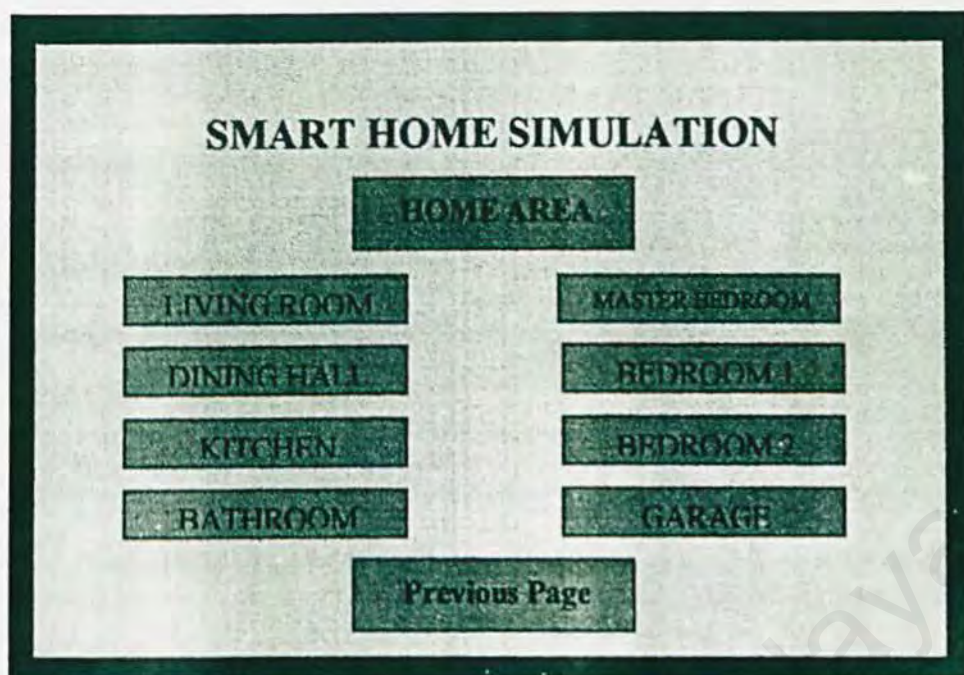 SMART HOME SIMULATION
HOME AREA
LIVING ROOM
MASTER BEDROOM
DINING HALL
BEDROOM 1
KITCHEN
BEDROOM 2
BATHROOM
GARAGE
Previous Page